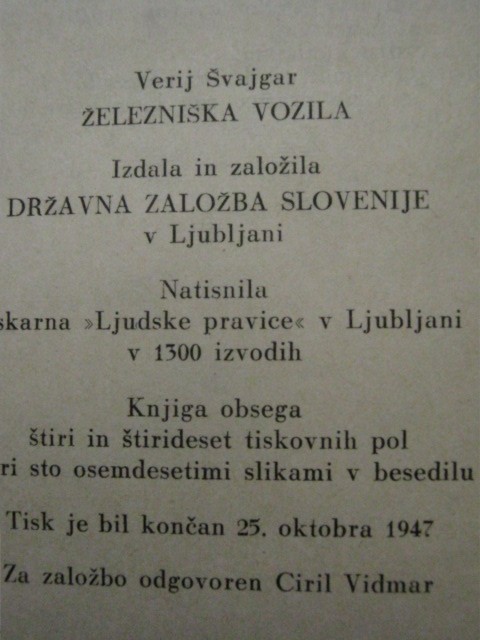 Verij Švajgar
ŽELEZNIŠKA VOZILA
Izdala in založila
DRŽAVNA ZALOŽBA SLOVENIJE
v Ljubljani
Natisnila
skarna »Ljudske pravice« v Ljubljani
v 1300 izvodih
Knjiga obsega
štiri in štirideset tiskovnih pol
ri sto osemdesetimi slikami v besedilu
Tisk je bil končan 25. oktobra 1947
Za založbo odgovoren Ciril Vidmar